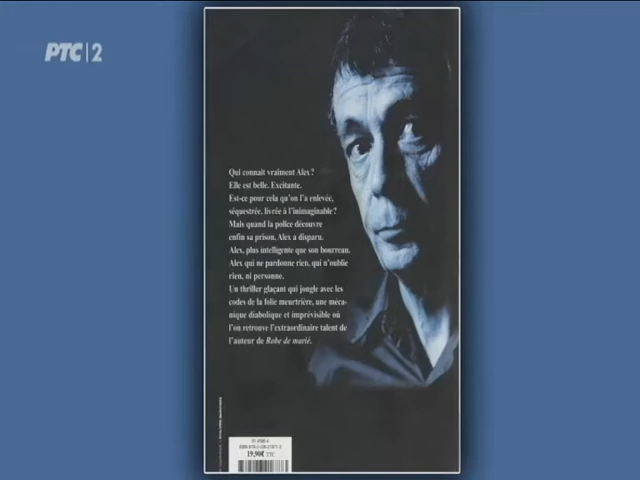 РТС|2
Qui connaît vraiment Alex ?
Elle est belle. Excitante.
Est-ce pour cela qu'on l'a enlevée,
séquestrée, livrée à l'inimaginable ?
Mais quand la police découvre
enfin sa prison, Alex a disparu.
Alex, plus intelligente que son bourreau.
Alex qui ne pardonne rien, qui n'oublie
rien, ni personne.
Un thriller glaçant qui jongle avec les
codes de la folie meurtrière, une méca-
nique diabolique et imprévisible où
l'on retrouve l'extraordinaire talent de
l'auteur de Robe de marié.
19,90€ TTC